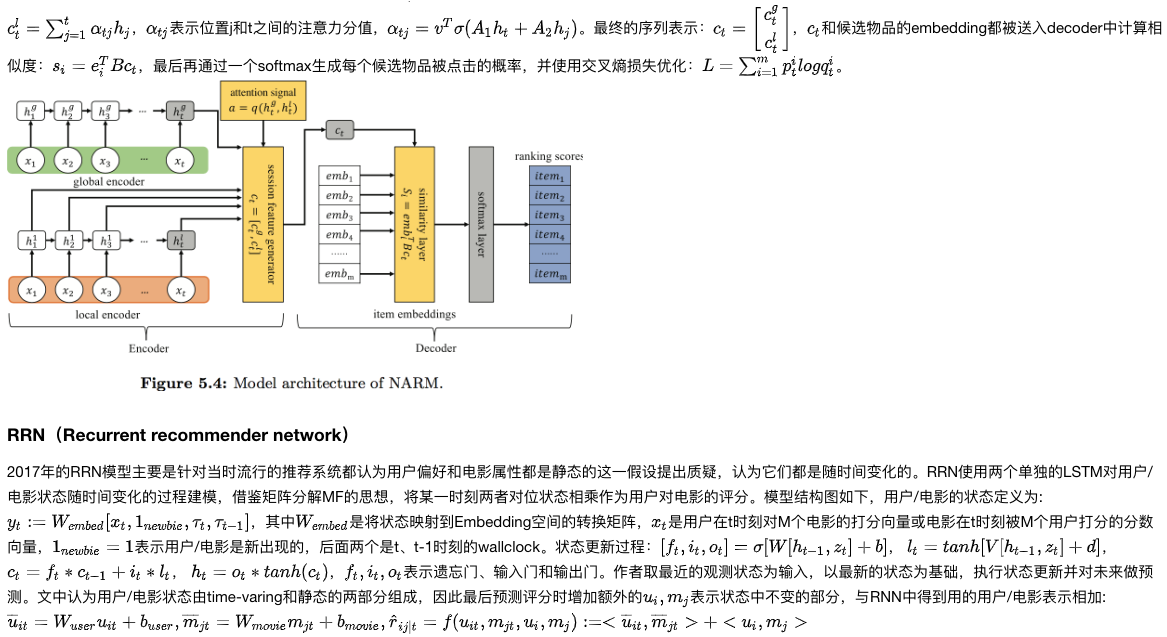 $c_t^l = \sum_{j=1}^{t} \alpha_{tj} h_j$，$\alpha_{tj}$表示位置j和t之间的注意力分值，$\alpha_{tj} = v^T \sigma(A_1 h_t + A_2 h_j)$。最终的序列表示：$c_t = \begin{bmatrix} c_t^g \\ c_t^l \end{bmatrix}$，$c_t$和候选物品的embedding都被送入decoder中计算相
似度：$s_i = e_i^T B c_t$，最后再通过一个softmax生成每个候选物品被点击的概率，并使用交叉熵损失优化：$L = \sum_{i=1}^{m} p_t^i log q_t^i$。
attention signal
$a = q(h_t^g, h_t^l)$
$h_1^g$ $h_2^g$ $h_3^g$ ... $h_t^g$
$x_1$ $x_2$ $x_3$ ... $x_t$
global encoder
$h_1^1$ $h_2^1$ $h_3^1$ ... $h_t^l$
$x_1$ $x_2$ $x_3$ ... $x_t$
local encoder
session feature generator
$c_t = [c_t^g, c_t^l]$
Encoder
$c_t$
$emb_1$
$emb_2$
$emb_3$
$emb_4$
......
$emb_m$
item embeddings
similarity layer
$S_i = emb_i^T B c_t$
softmax layer
ranking scores
$item_1$
$item_2$
$item_3$
$item_4$
......
$item_m$
Decoder
Figure 5.4: Model architecture of NARM.
RRN（Recurrent recommender network）
2017年的RRN模型主要是针对当时流行的推荐系统都认为用户偏好和电影属性都是静态的这一假设提出质疑，认为它们都是随时间变化的。RRN使用两个单独的LSTM对用户/
电影状态随时间变化的过程建模，借鉴矩阵分解MF的思想，将某一时刻两者对位状态相乘作为用户对电影的评分。模型结构图如下，用户/电影的状态定义为:
$y_t := W_{embed}[x_t, 1_{newbie}, \tau_t, \tau_{t-1}]$，其中$W_{embed}$是将状态映射到Embedding空间的转换矩阵，$x_t$是用户在t时刻对M个电影的打分向量或电影在t时刻被M个用户打分的分数
向量，$\mathbf{1}_{newbie} = \mathbf{1}$表示用户/电影是新出现的，后面两个是t、t-1时刻的wallclock。状态更新过程：$[f_t, i_t, o_t] = \sigma[W[h_{t-1}, z_t] + b]$， $l_t = tanh[V[h_{t-1}, z_t] + d]$，
$c_t = f_t * c_{t-1} + i_t * l_t$， $h_t = o_t * tanh(c_t)$，$f_t, i_t, o_t$表示遗忘门、输入门和输出门。作者取最近的观测状态为输入，以最新的状态为基础，执行状态更新并对未来做预
测。文中认为用户/电影状态由time-varing和静态的两部分组成，因此最后预测评分时增加额外的$u_i, m_j$表示状态中不变的部分，与RNN中得到用的用户/电影表示相加:
$\overline{u}_{it} = W_{user} u_{it} + b_{user}, \overline{m}_{jt} = W_{movie} m_{jt} + b_{movie}, \hat{r}_{ij|t} = f(u_{it}, m_{jt}, u_i, m_j) := < \overline{u}_{it}, \overline{m}_{jt} > + < u_i, m_j >$